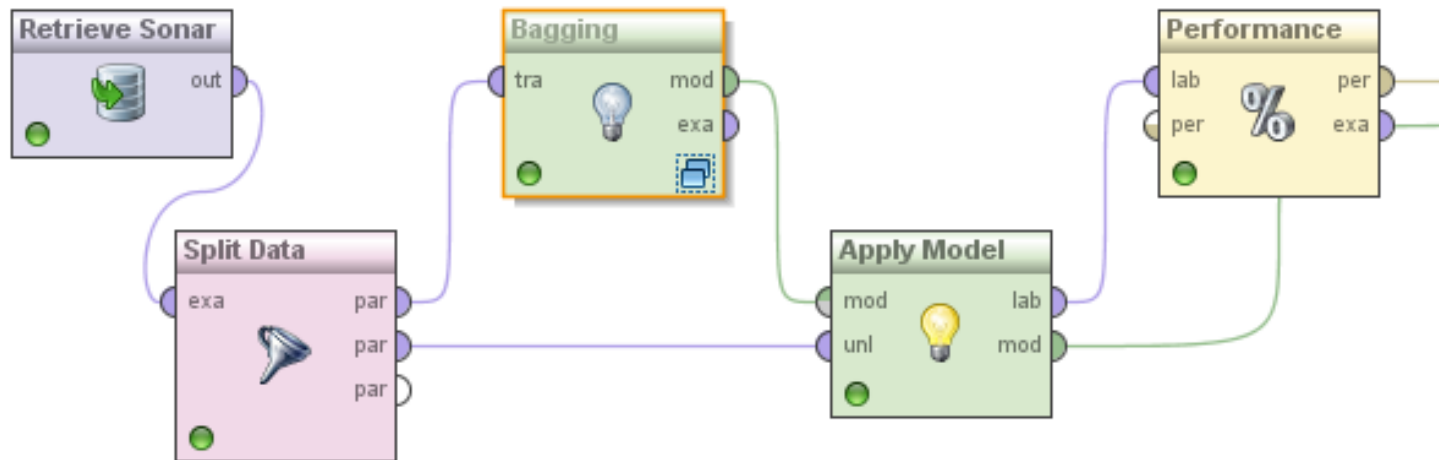 Retrieve Sonar
out
Split Data
exa
par
par
par
Bagging
tra
mod
exa
Apply Model
mod
lab
unl
mod
Performance
lab
per
per
%
exa